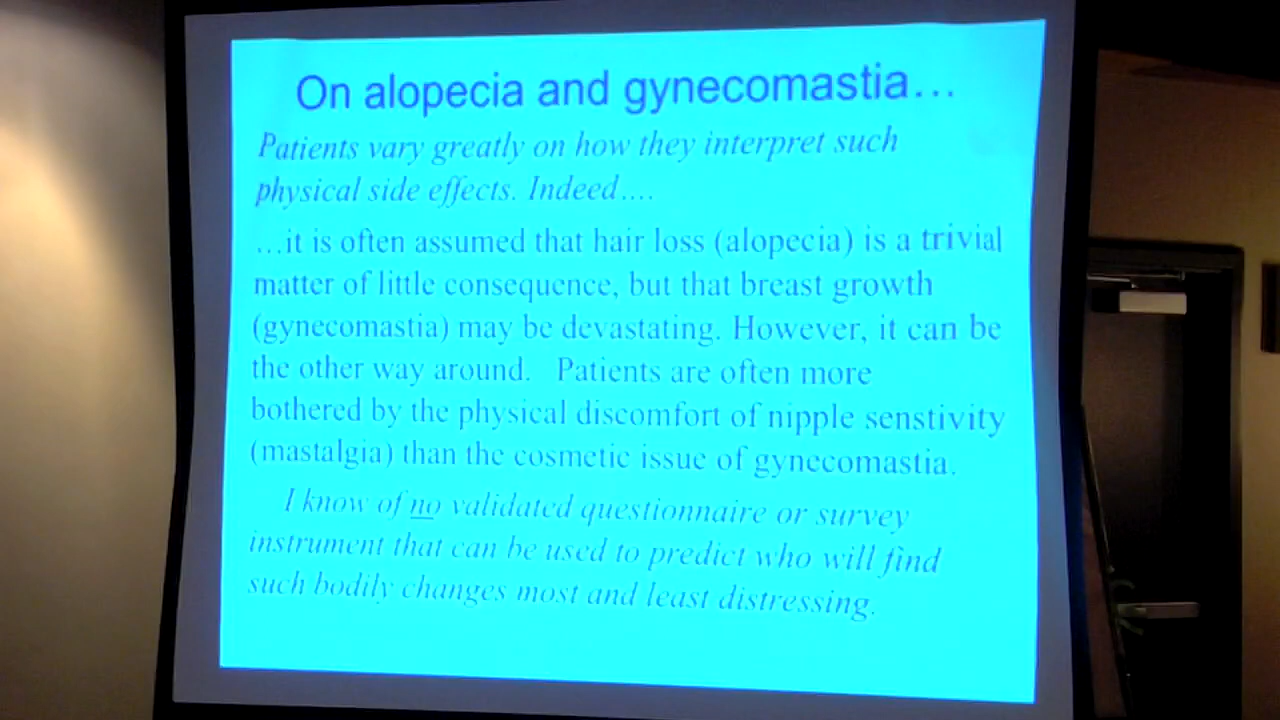 On alopecia and gynecomastia…
Patients vary greatly on how they interpret such
physical side effects. Indeed….
…it is often assumed that hair loss (alopecia) is a trivial
matter of little consequence, but that breast growth
(gynecomastia) may be devastating. However, it can be
the other way around. Patients are often more
bothered by the physical discomfort of nipple senstivity
(mastalgia) than the cosmetic issue of gynecomastia.
I know of no validated questionnaire or survey
instrument that can be used to predict who will find
such bodily changes most and least distressing.